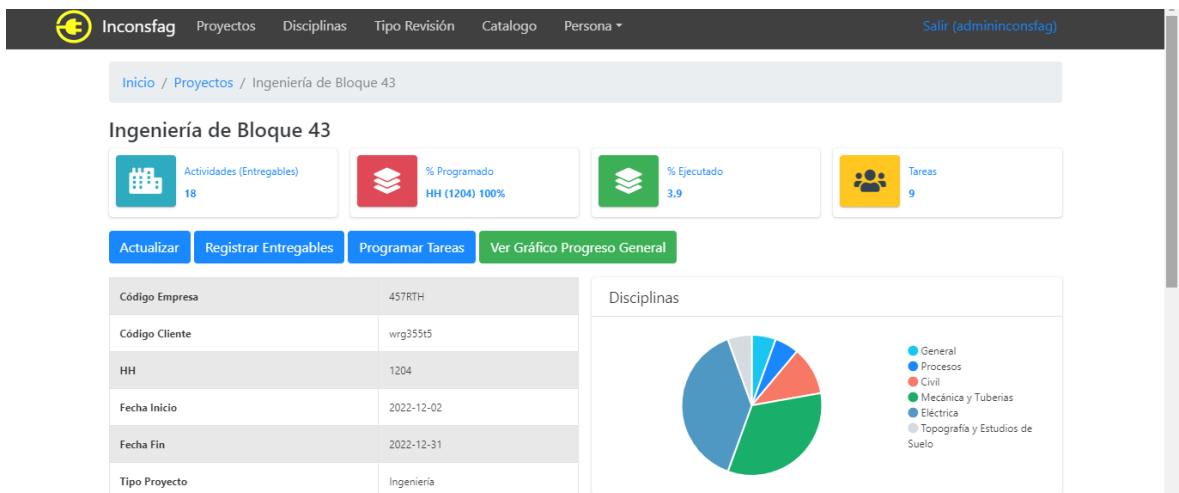 Inconsfag Proyectos Disciplinas Tipo Revisión Catalogo Persona Salir (admininconsfag)
Inicio / Proyectos / Ingeniería de Bloque 43
Ingeniería de Bloque 43
Actividades (Entregables)
18
% Programado
HH (1204) 100%
% Ejecutado
3.9
Tareas
9
Actualizar Registrar Entregables Programar Tareas Ver Gráfico Progreso General
Código Empresa 457RTH
Código Cliente wrg355t5
HH 1204
Fecha Inicio 2022-12-02
Fecha Fin 2022-12-31
Tipo Proyecto Ingeniería
Disciplinas
General
Procesos
Civil
Mecánica y Tuberias
Eléctrica
Topografía y Estudios de
Suelo